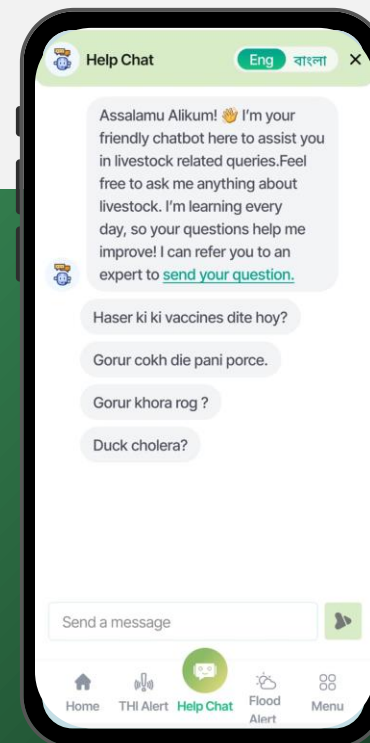 Help Chat
Eng বাংলা
Assalamu Alikum! 👋 I'm your
friendly chatbot here to assist you
in livestock related queries.Feel
free to ask me anything about
livestock. I'm learning every
day, so your questions help me
improve! I can refer you to an
expert to send your question.
Haser ki ki vaccines dite hoy?
Gorur cokh die pani porce.
Gorur khora rog ?
Duck cholera?
Send a message
Home
THI Alert
Help Chat
Flood
Alert
Menu